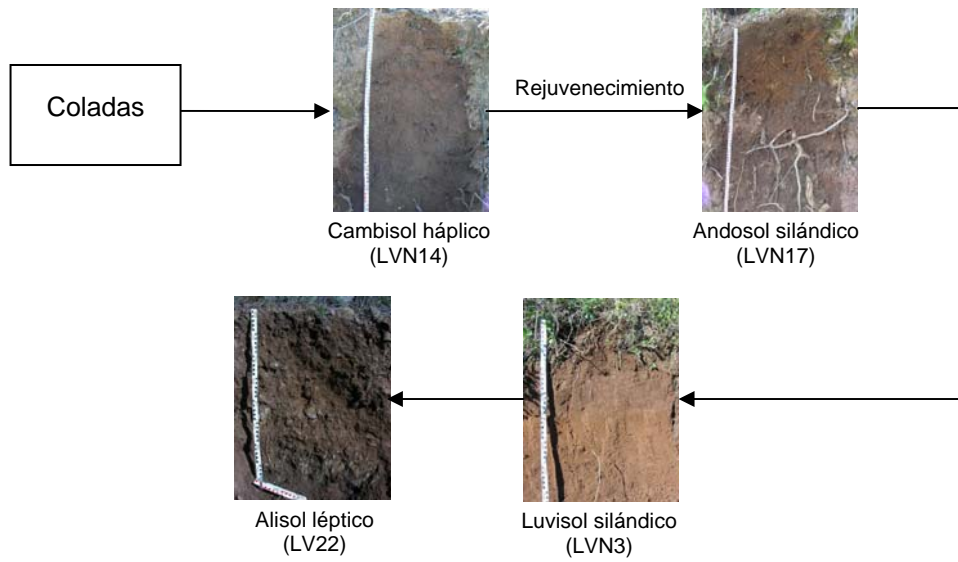 Coladas
Rejuvenecimiento
Cambisol háplico
(LVN14)
Andosol silándico
(LVN17)
Alisol léptico
(LV22)
Luvisol silándico
(LVN3)